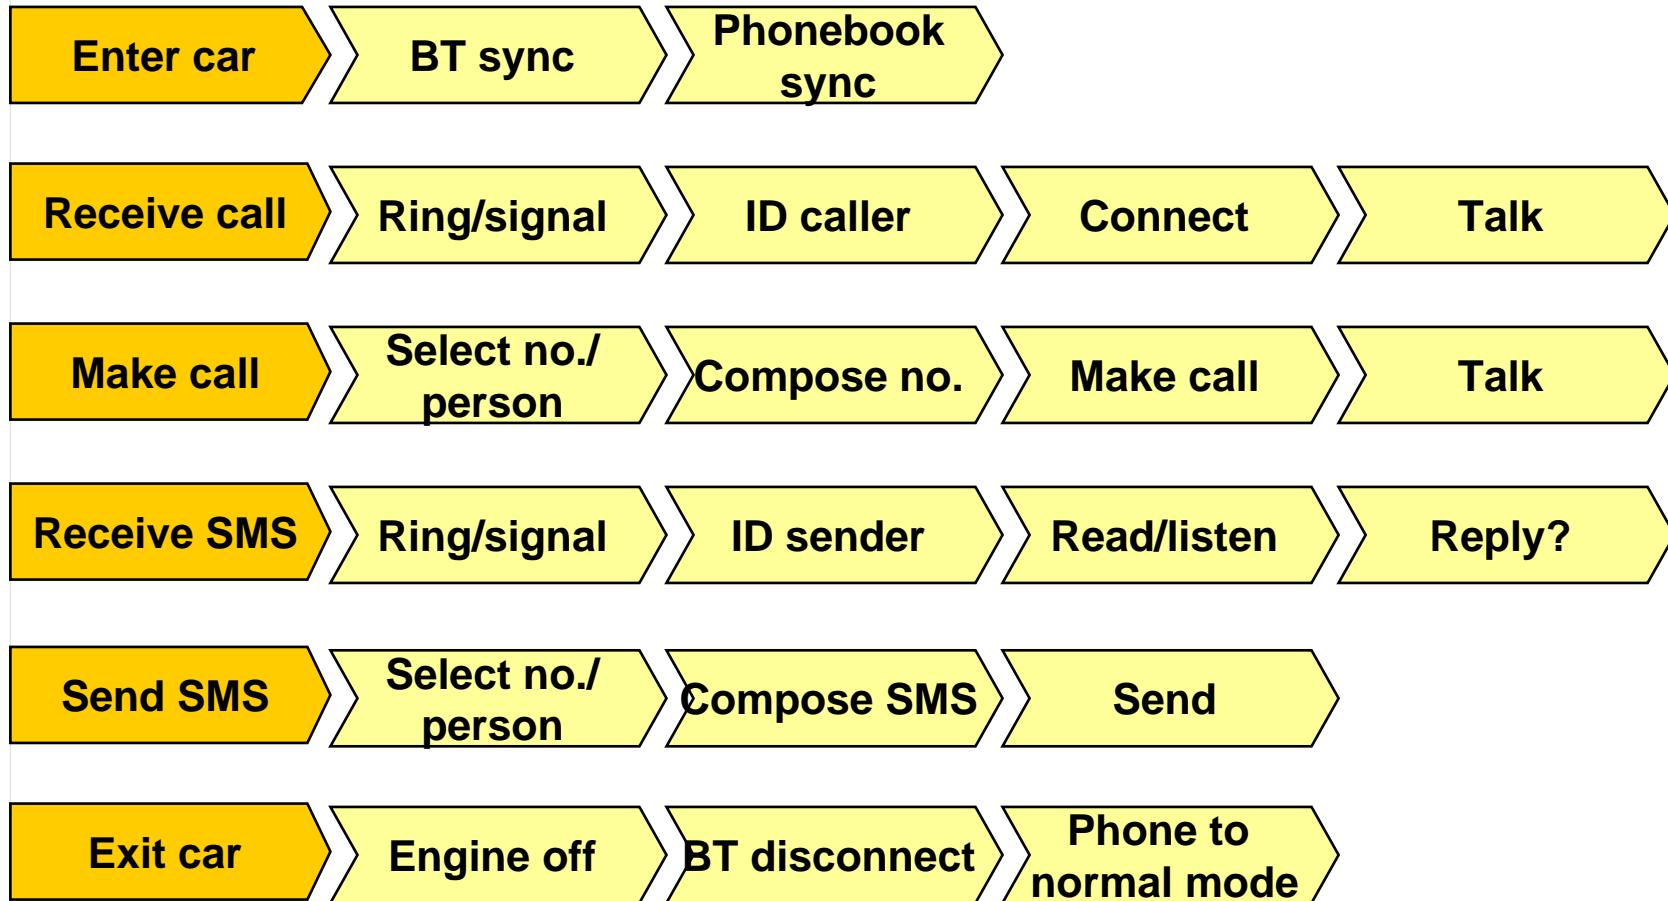 Enter car
BT sync
Phonebook
sync
Receive call
Ring/signal
ID caller
Connect
Talk
Make call
Select no./
person
Compose no.
Make call
Talk
Receive SMS
Ring/signal
ID sender
Read/listen
Reply?
Send SMS
Select no./
person
Compose SMS
Send
Exit car
Engine off
BT disconnect
Phone to
normal mode